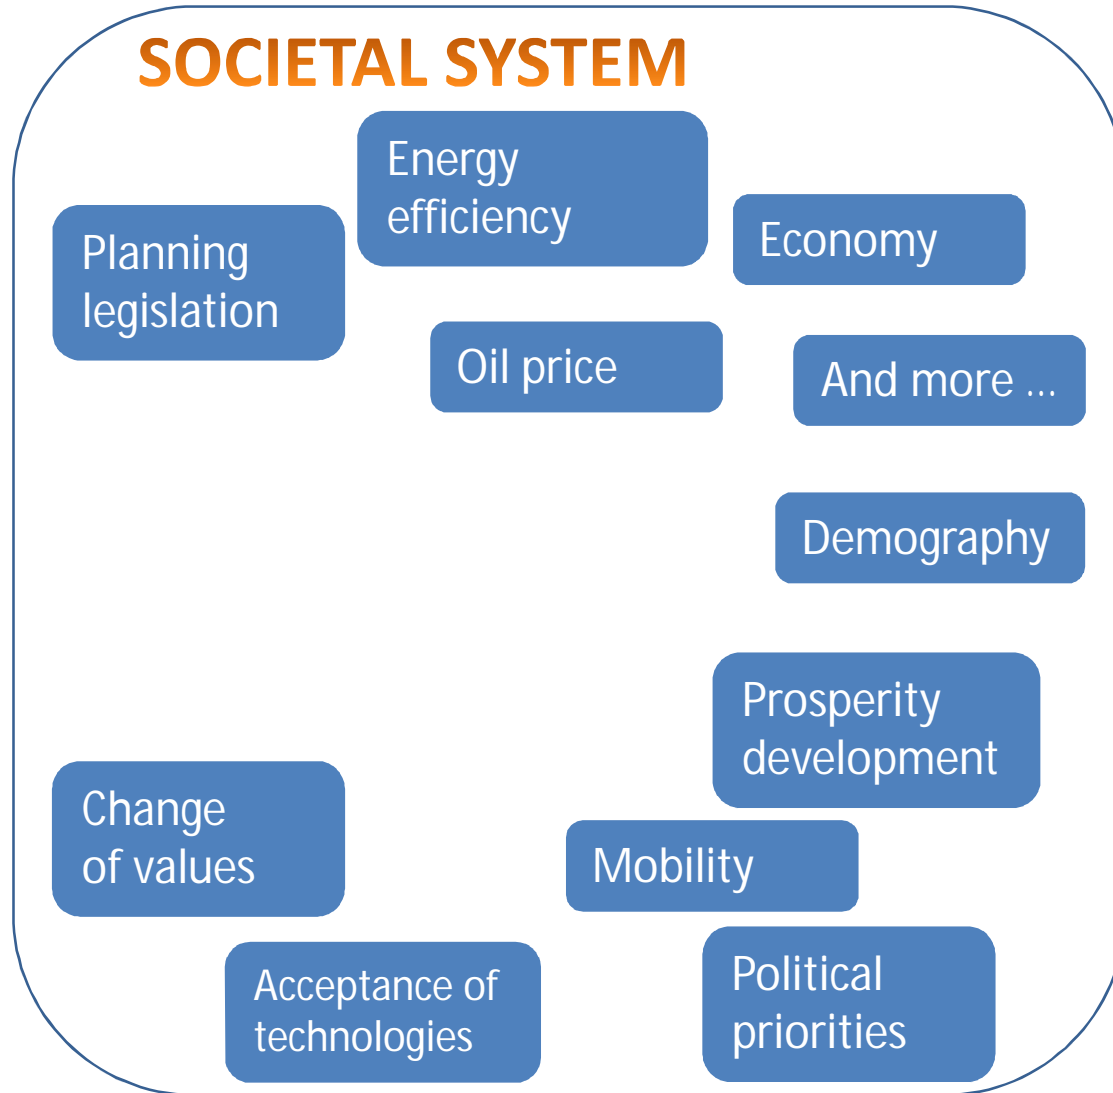 SOCIETAL SYSTEM
Energy
efficiency
Planning
legislation
Economy
Oil price
And more ...
Demography
Prosperity
development
Change
of values
Mobility
Acceptance of
technologies
Political
priorities